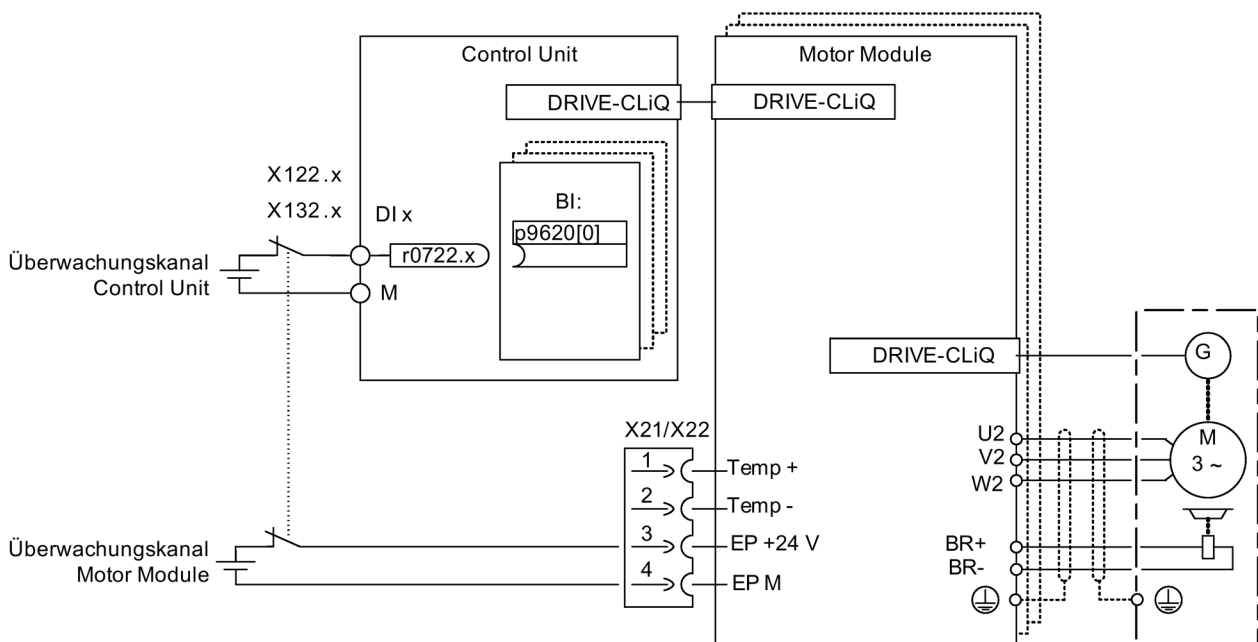 Control Unit
Motor Module
DRIVE-CLiQ
DRIVE-CLiQ
X122.x
X132.x
DI x
BI:
p9620[0]
r0722.x
Überwachungskanal
Control Unit
M
DRIVE-CLiQ
G
X21/X22
1
Temp +
2
Temp -
3
EP +24 V
4
EP M
U2
V2
W2
M
3 ~
Überwachungskanal
Motor Module
BR+
BR-